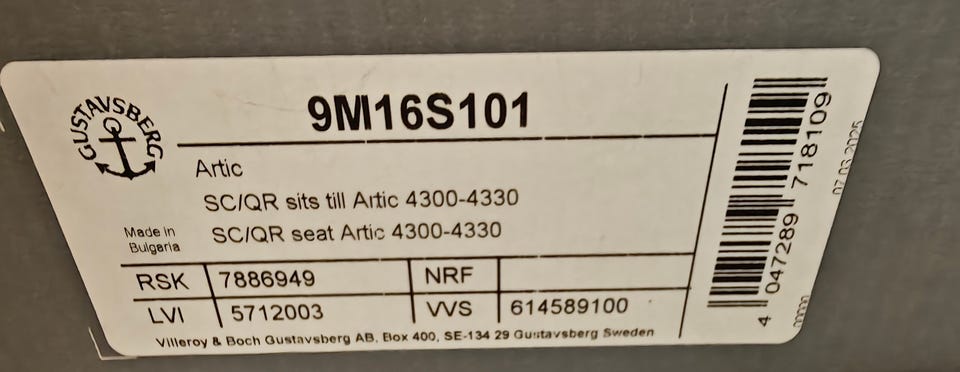 GUSTAVSBERG
9M16S101
Artic
SC/QR sits till Artic 4300-4330
SC/QR seat Artic 4300-4330
Made in
Bulgaria
RSK 7886949 NRF
LVI 5712003 VVS 614589100
Villeroy & Boch Gustavsberg AB, Box 400, SE-134 29 Gustavsberg Sweden
4 047289 718109
07.03.2025